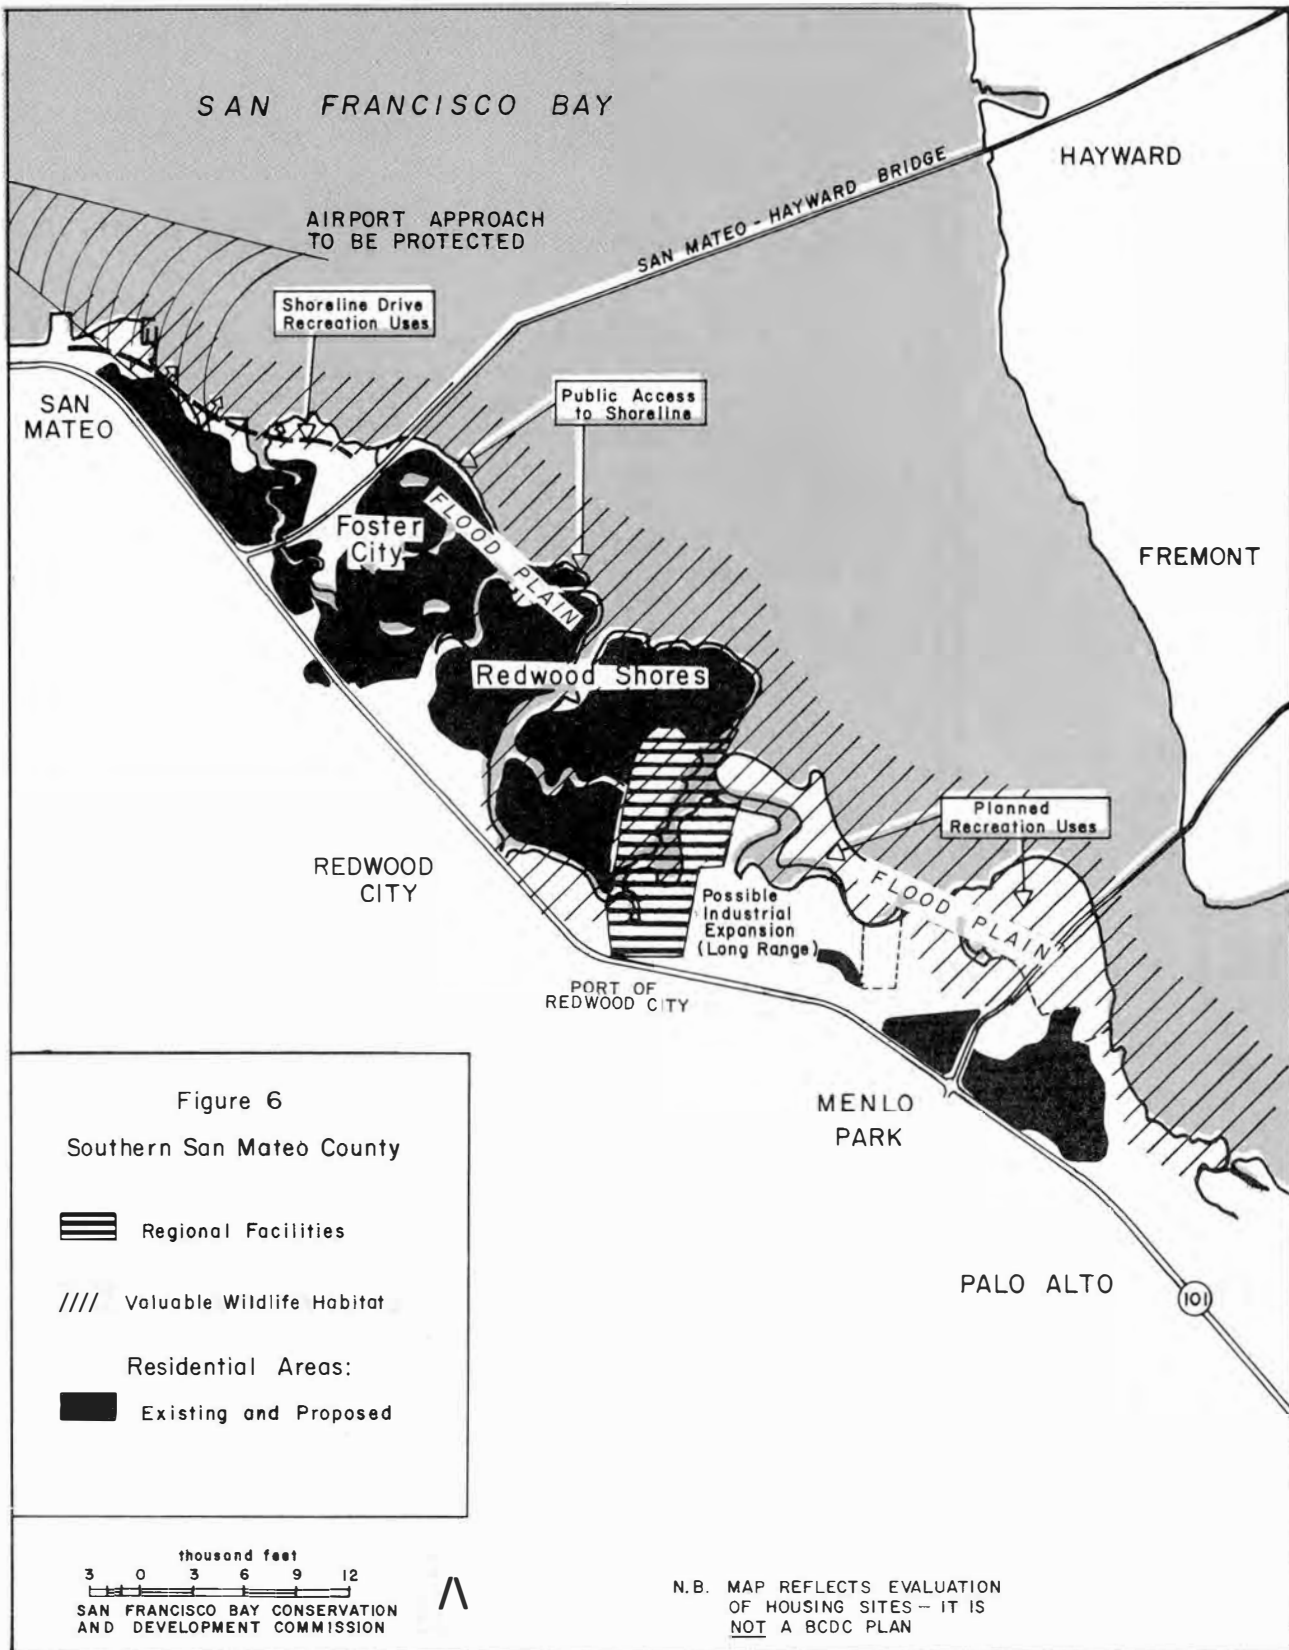 SAN FRANCISCO BAY
HAYWARD
SAN MATEO - HAYWARD BRIDGE
AIRPORT APPROACH
TO BE PROTECTED
Shoreline Drive
Recreation Uses
SAN
MATEO
Public Access
to Shoreline
FLOOD PLAIN
Foster
City
FREMONT
Redwood Shores
Planned
Recreation Uses
REDWOOD
CITY
FLOOD PLAIN
Possible
Industrial
Expansion
(Long Range)
PORT OF
REDWOOD CITY
MENLO
PARK
PALO ALTO
101
Figure 6
Southern San Mateo County
Regional Facilities
//// Valuable Wildlife Habitat
Residential Areas:
Existing and Proposed
thousand feet
3 0 3 6 9 12
SAN FRANCISCO BAY CONSERVATION
AND DEVELOPMENT COMMISSION
N.B. MAP REFLECTS EVALUATION
OF HOUSING SITES - IT IS
NOT A BCDC PLAN